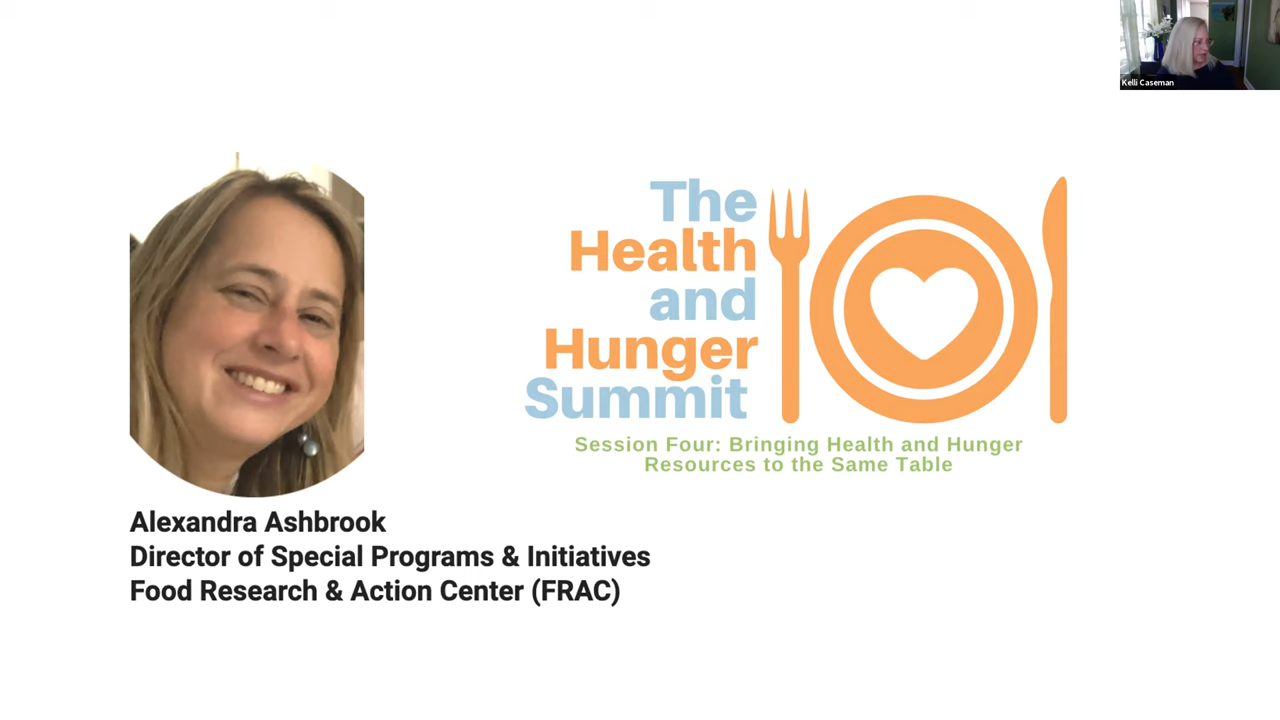 Kelli Caseman
The
Health
and
Hunger
Summit
Session Four: Bringing Health and Hunger
Resources to the Same Table
Alexandra Ashbrook
Director of Special Programs & Initiatives
Food Research & Action Center (FRAC)